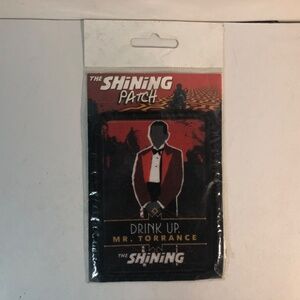 THE SHiNiNG
PATCH
DRINK UP,
MR. TORRANCE
THE SHiNiNG